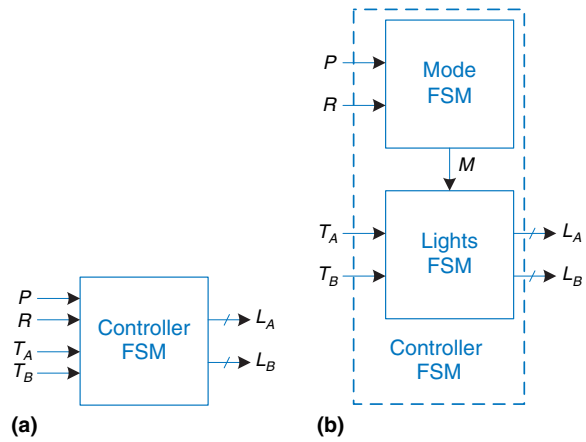 P
R
T_A
T_B
Controller
FSM
L_A
L_B
(a)
P
R
Mode
FSM
M
T_A
T_B
Lights
FSM
L_A
L_B
Controller
FSM
(b)